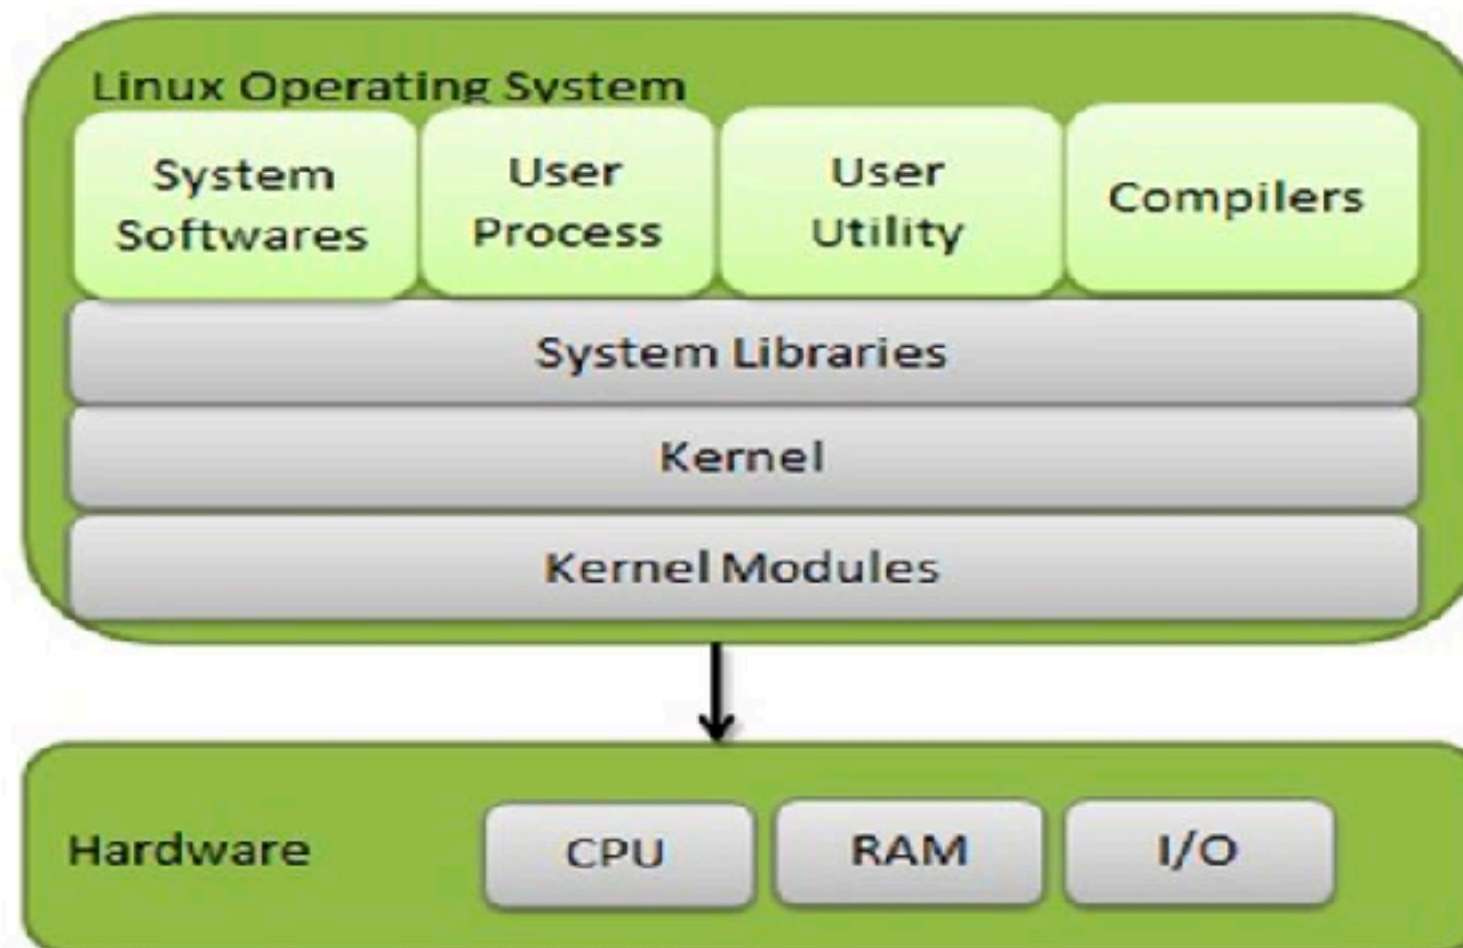 Linux Operating System
System
Softwares
User
Process
User
Utility
Compilers
System Libraries
Kernel
Kernel Modules
Hardware
CPU
RAM
I/O